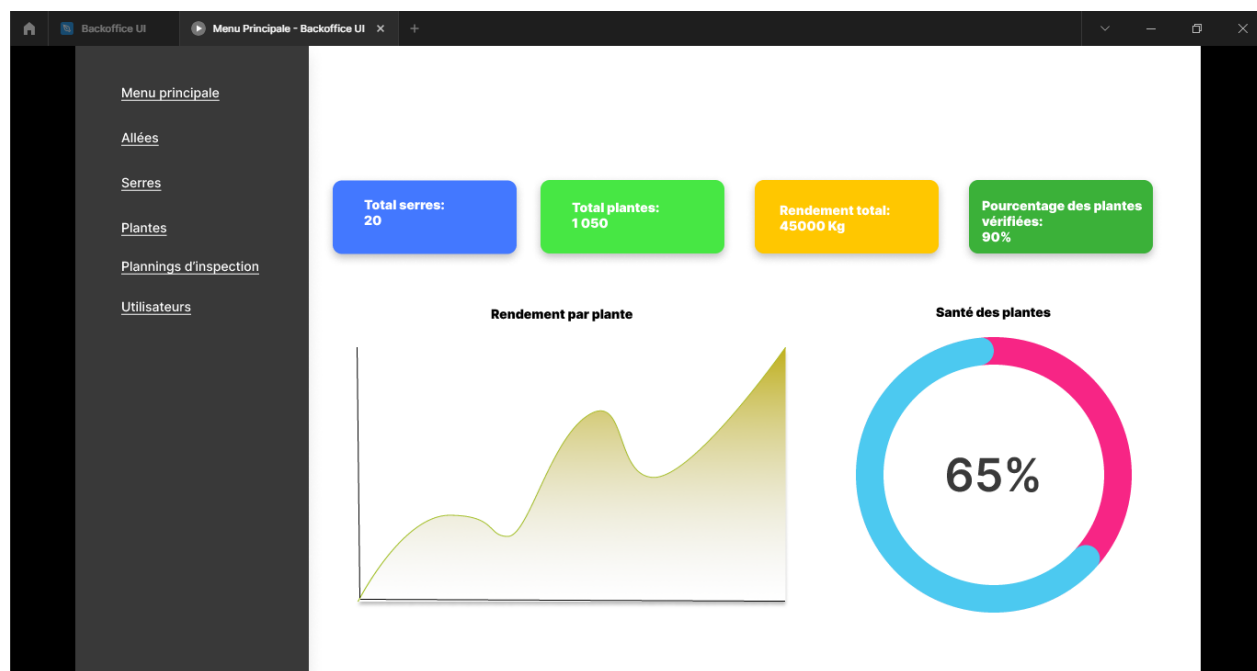 Backoffice UI
Menu Principale - Backoffice UI
Menu principale
Allées
Serres
Plantes
Plannings d'inspection
Utilisateurs
Total serres:
20
Total plantes:
1 050
Rendement total:
45000 Kg
Pourcentage des plantes
vérifiées:
90%
Rendement par plante
Santé des plantes
65%